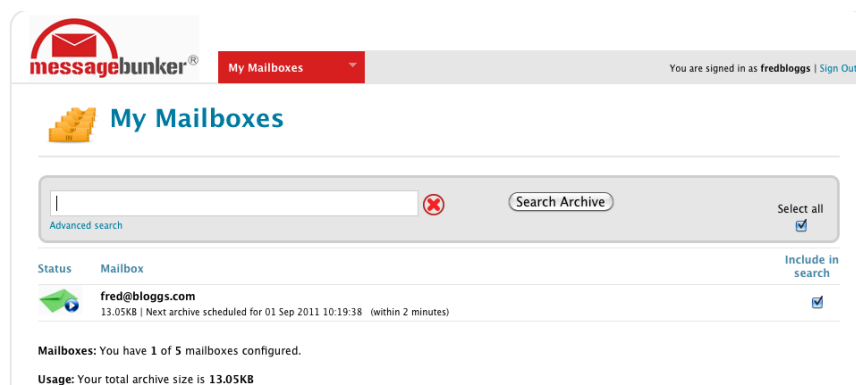 messagebunker®
My Mailboxes
You are signed in as fredbloggs | Sign Out
My Mailboxes
Search Archive
Select all
Advanced search
Status Mailbox Include in search
fred@bloggs.com
13.05KB | Next archive scheduled for 01 Sep 2011 10:19:38 (within 2 minutes)
Mailboxes: You have 1 of 5 mailboxes configured.
Usage: Your total archive size is 13.05KB